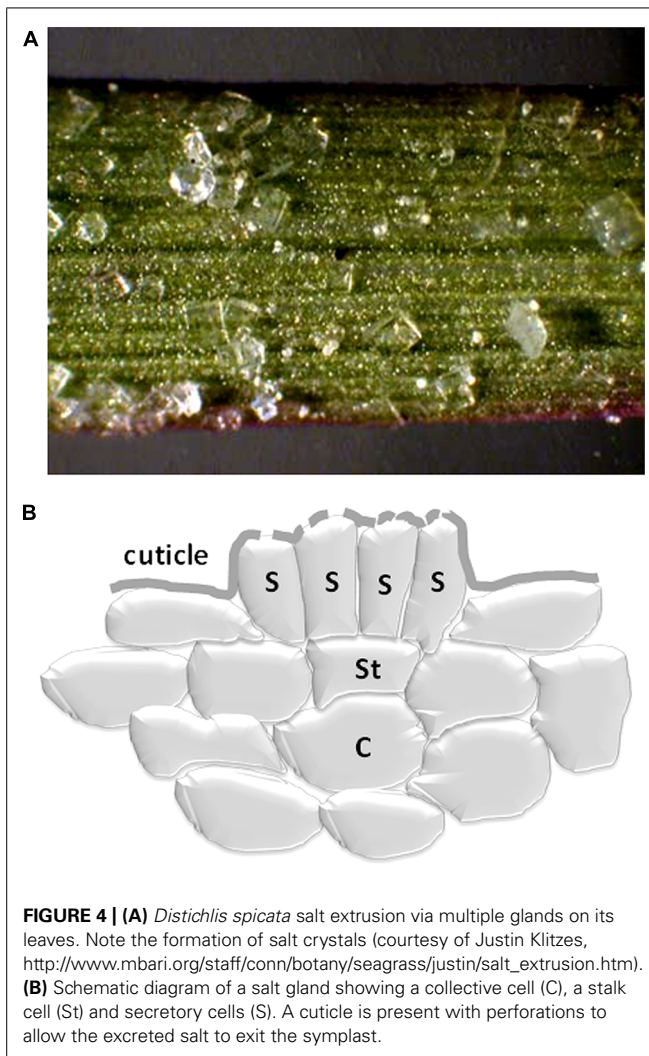 A
B
cuticle
S S S S
St
C
FIGURE 4 | (A) Distichlis spicata salt extrusion via multiple glands on its
leaves. Note the formation of salt crystals (courtesy of Justin Klitzes,
http://www.mbari.org/staff/conn/botany/seagrass/justin/salt_extrusion.htm).
(B) Schematic diagram of a salt gland showing a collective cell (C), a stalk
cell (St) and secretory cells (S). A cuticle is present with perforations to
allow the excreted salt to exit the symplast.